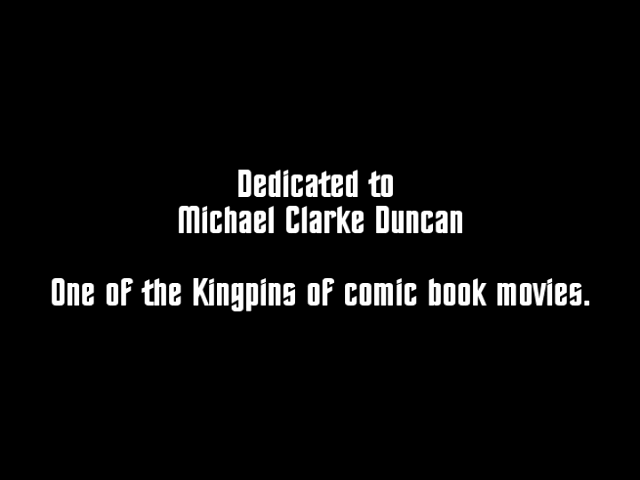 Dedicated to
Michael Clarke Duncan
One of the Kingpins of comic book movies.